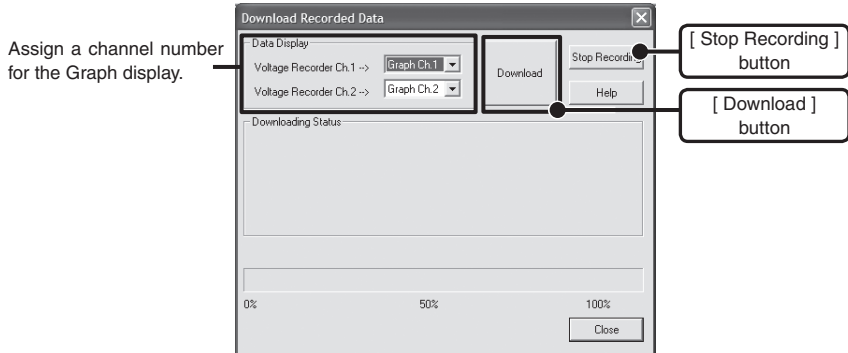 Download Recorded Data
Assign a channel number
for the Graph display.
Data Display
Voltage Recorder Ch.1 --> Graph Ch.1
Voltage Recorder Ch.2 --> Graph Ch.2
Download
Stop Recording
Help
[ Stop Recording ]
button
[ Download ]
button
Downloading Status
0% 50% 100%
Close